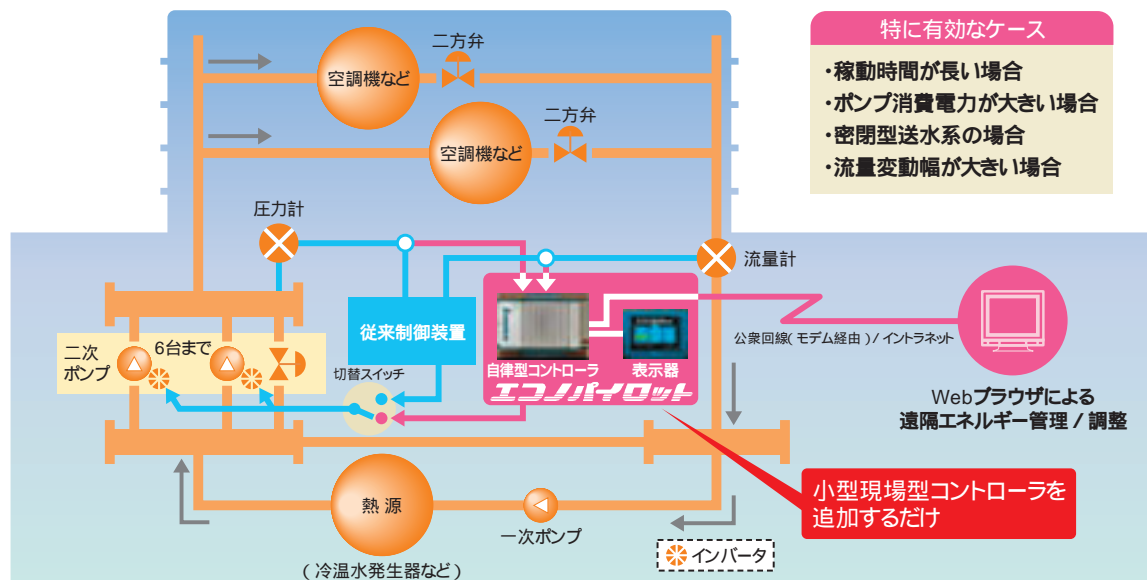 二方弁
空調機など
二方弁
空調機など
特に有効なケース
・稼動時間が長い場合
・ポンプ消費電力が大きい場合
・密閉型送水系の場合
・流量変動幅が大きい場合
圧力計
流量計
従来制御装置
自律型コントローラ
表示器
エコノパイロット
公衆回線(モデム経由)/イントラネット
Webブラウザによる
遠隔エネルギー管理/調整
二次
ポンプ
6台まで
切替スイッチ
小型現場型コントローラを
追加するだけ
熱源
(冷温水発生器など)
一次ポンプ
インバータ